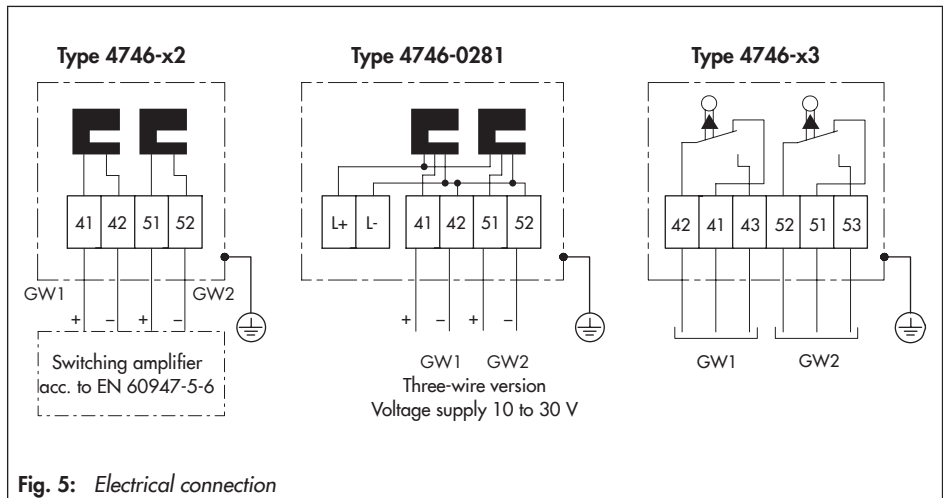 Type 4746-x2
Type 4746-0281
Type 4746-x3
41 42 51 52
L+ L- 41 42 51 52
42 41 43 52 51 53
GW1
GW2
+ – + –
+ – + –
Switching amplifier
acc. to EN 60947-5-6
GW1 GW2
Three-wire version
Voltage supply 10 to 30 V
GW1 GW2
Fig. 5: Electrical connection